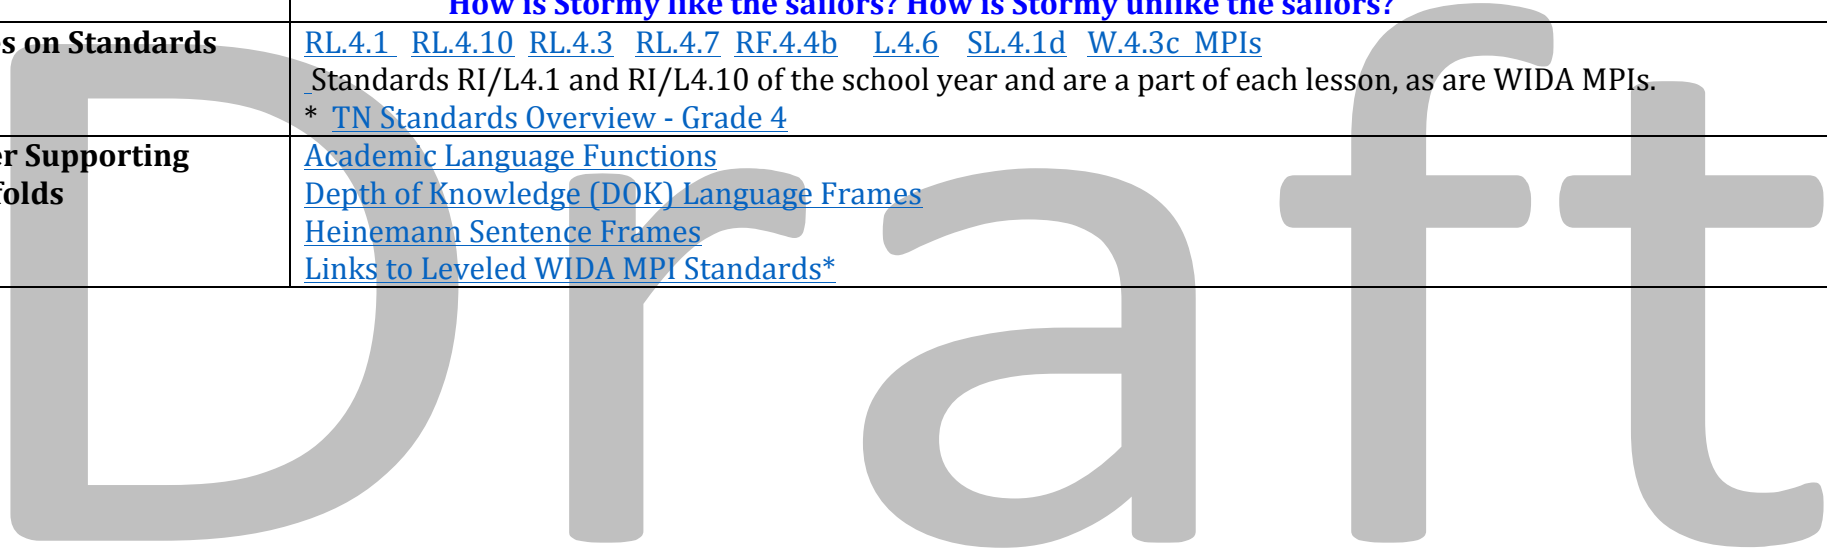 How is Stormy like the sailors? How is Stormy unlike the sailors?
s on Standards
RL.4.1 RL.4.10 RL.4.3 RL.4.7 RF.4.4b L.4.6 SL.4.1d W.4.3c MPIs
Standards RI/L4.1 and RI/L4.10 of the school year and are a part of each lesson, as are WIDA MPIs.
* TN Standards Overview - Grade 4
r Supporting
folds
Academic Language Functions
Depth of Knowledge (DOK) Language Frames
Heinemann Sentence Frames
Links to Leveled WIDA MPI Standards*
Draft